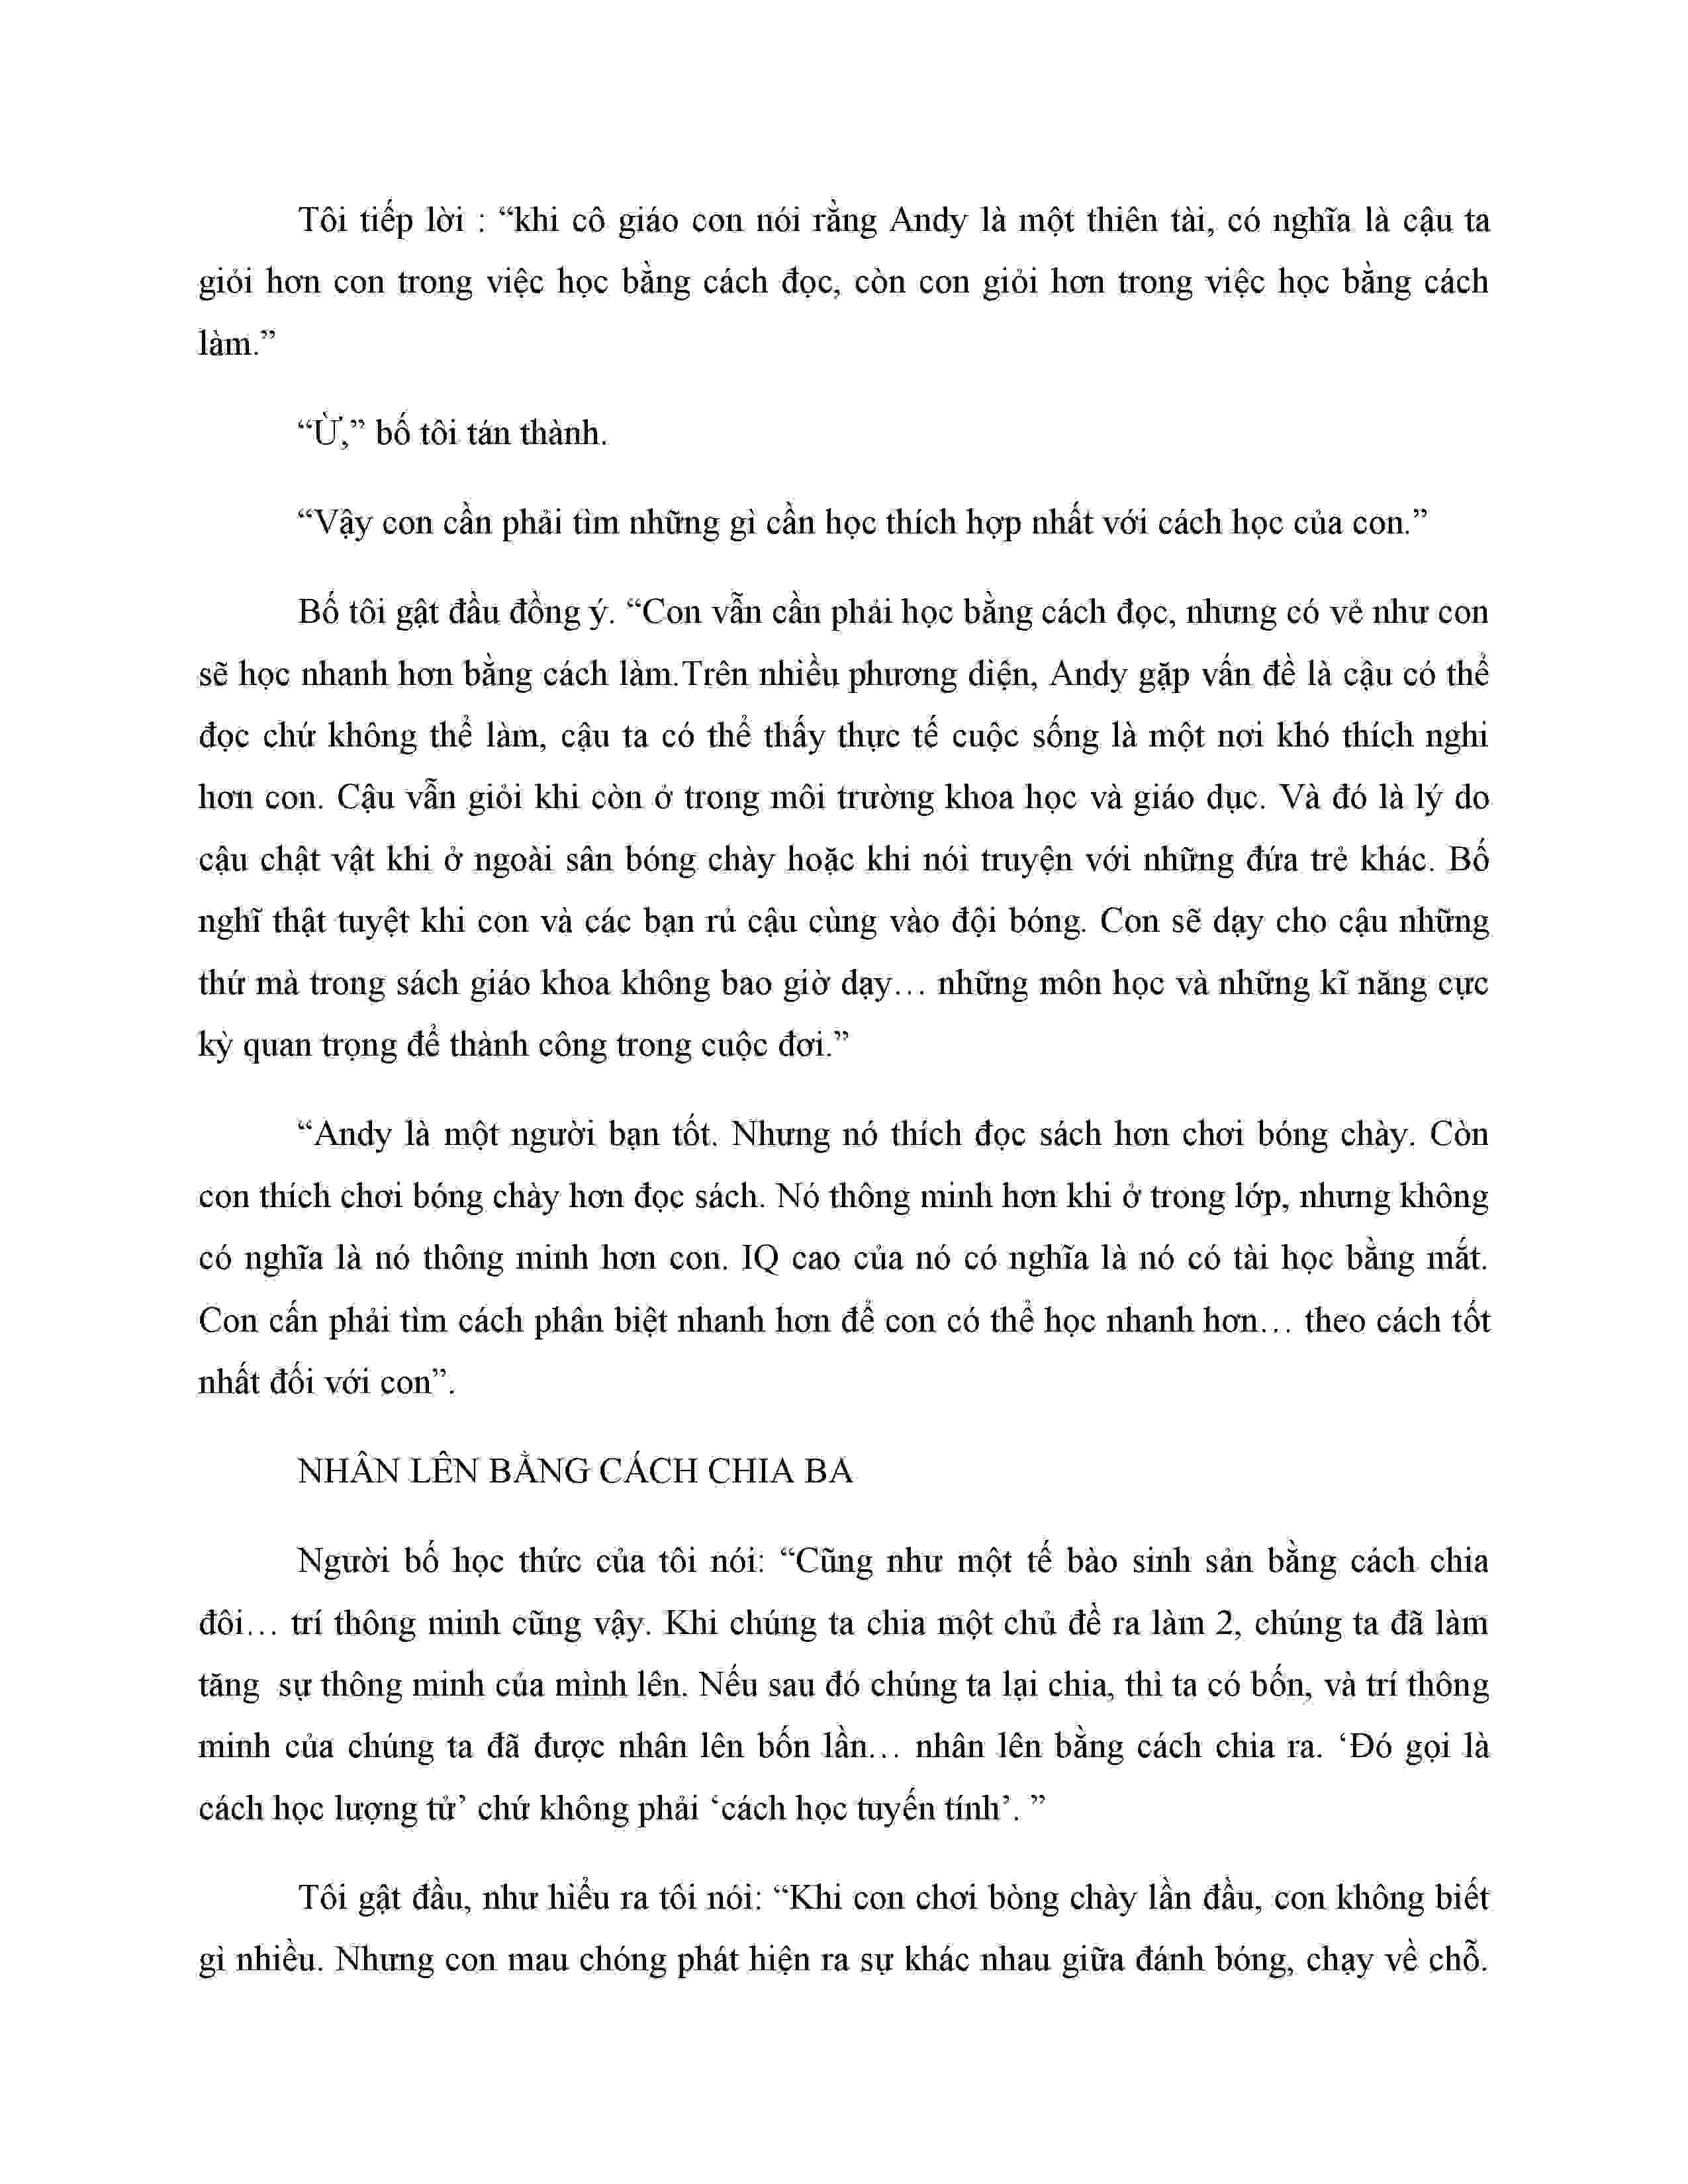 Tôi tiếp lời : “khi cô giáo con nói rằng Andy là một thiên tài, có nghĩa là cậu ta
giỏi hơn con trong việc học bằng cách đọc, còn con giỏi hơn trong việc học bằng cách
làm.”
“Ừ,” bố tôi tán thành.
“Vậy con cần phải tìm những gì cần học thích hợp nhất với cách học của con.”
Bố tôi gật đầu đồng ý. “Con vẫn cần phải học bằng cách đọc, nhưng có vẻ như con
sẽ học nhanh hơn bằng cách làm.Trên nhiều phương diện, Andy gặp vấn đề là cậu có thể
đọc chứ không thể làm, cậu ta có thể thấy thực tế cuộc sống là một nơi khó thích nghi
hơn con. Cậu vẫn giỏi khi còn ở trong môi trường khoa học và giáo dục. Và đó là lý do
cậu chật vật khi ở ngoài sân bóng chày hoặc khi nói truyện với những đứa trẻ khác. Bố
nghĩ thật tuyệt khi con và các bạn rủ cậu cùng vào đội bóng. Con sẽ dạy cho cậu những
thứ mà trong sách giáo khoa không bao giờ dạy… những môn học và những kĩ năng cực
kỳ quan trọng để thành công trong cuộc đơi.”
“Andy là một người bạn tốt. Nhưng nó thích đọc sách hơn chơi bóng chày. Còn
con thích chơi bóng chày hơn đọc sách. Nó thông minh hơn khi ở trong lớp, nhưng không
có nghĩa là nó thông minh hơn con. IQ cao của nó có nghĩa là nó có tài học bằng mắt.
Con cấn phải tìm cách phân biệt nhanh hơn để con có thể học nhanh hơn… theo cách tốt
nhất đối với con”.
NHÂN LÊN BẰNG CÁCH CHIA BA
Người bố học thức của tôi nói: “Cũng như một tế bào sinh sản bằng cách chia
đôi… trí thông minh cũng vậy. Khi chúng ta chia một chủ đề ra làm 2, chúng ta đã làm
tăng  sự thông minh của mình lên. Nếu sau đó chúng ta lại chia, thì ta có bốn, và trí thông
minh của chúng ta đã được nhân lên bốn lần… nhân lên bằng cách chia ra. ‘Đó gọi là
cách học lượng tử’ chứ không phải ‘cách học tuyến tính’. ”
Tôi gật đầu, như hiểu ra tôi nói: “Khi con chơi bòng chày lần đầu, con không biết
gì nhiều. Nhưng con mau chóng phát hiện ra sự khác nhau giữa đánh bóng, chạy về chỗ.